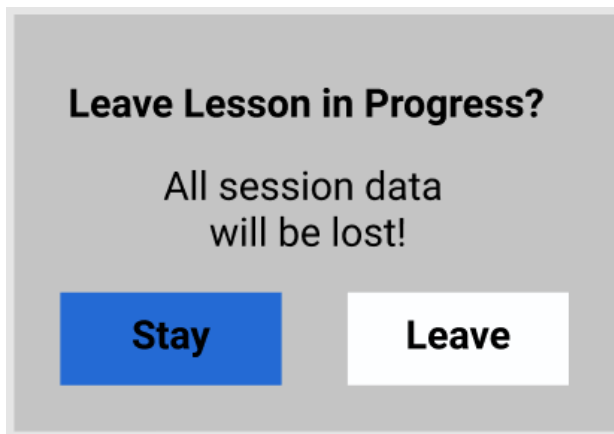 Leave Lesson in Progress?
All session data
will be lost!
Stay
Leave